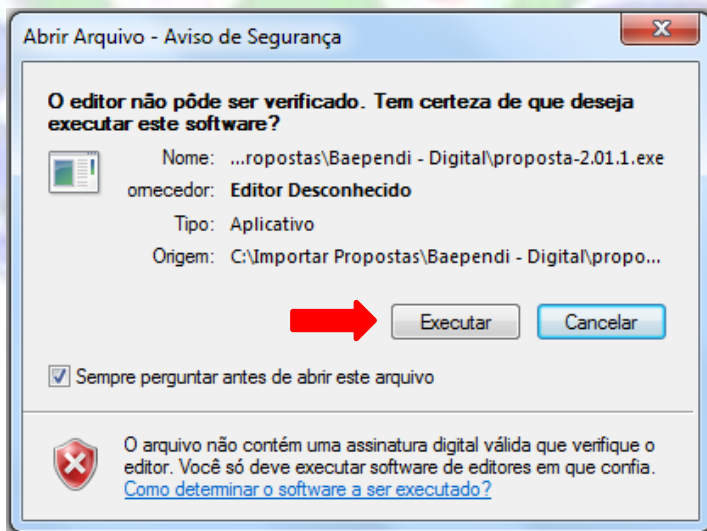 Abrir Arquivo - Aviso de Segurança
O editor não pôde ser verificado. Tem certeza de que deseja
executar este software?
Nome: ...ropostas\Baependi - Digital\proposta-2.01.1.exe
ornecedor: Editor Desconhecido
Tipo: Aplicativo
Origem: C:\Importar Propostas\Baependi - Digital\propo...
Executar Cancelar
Sempre perguntar antes de abrir este arquivo
O arquivo não contém uma assinatura digital válida que verifique o
editor. Você só deve executar software de editores em que confia.
Como determinar o software a ser executado?